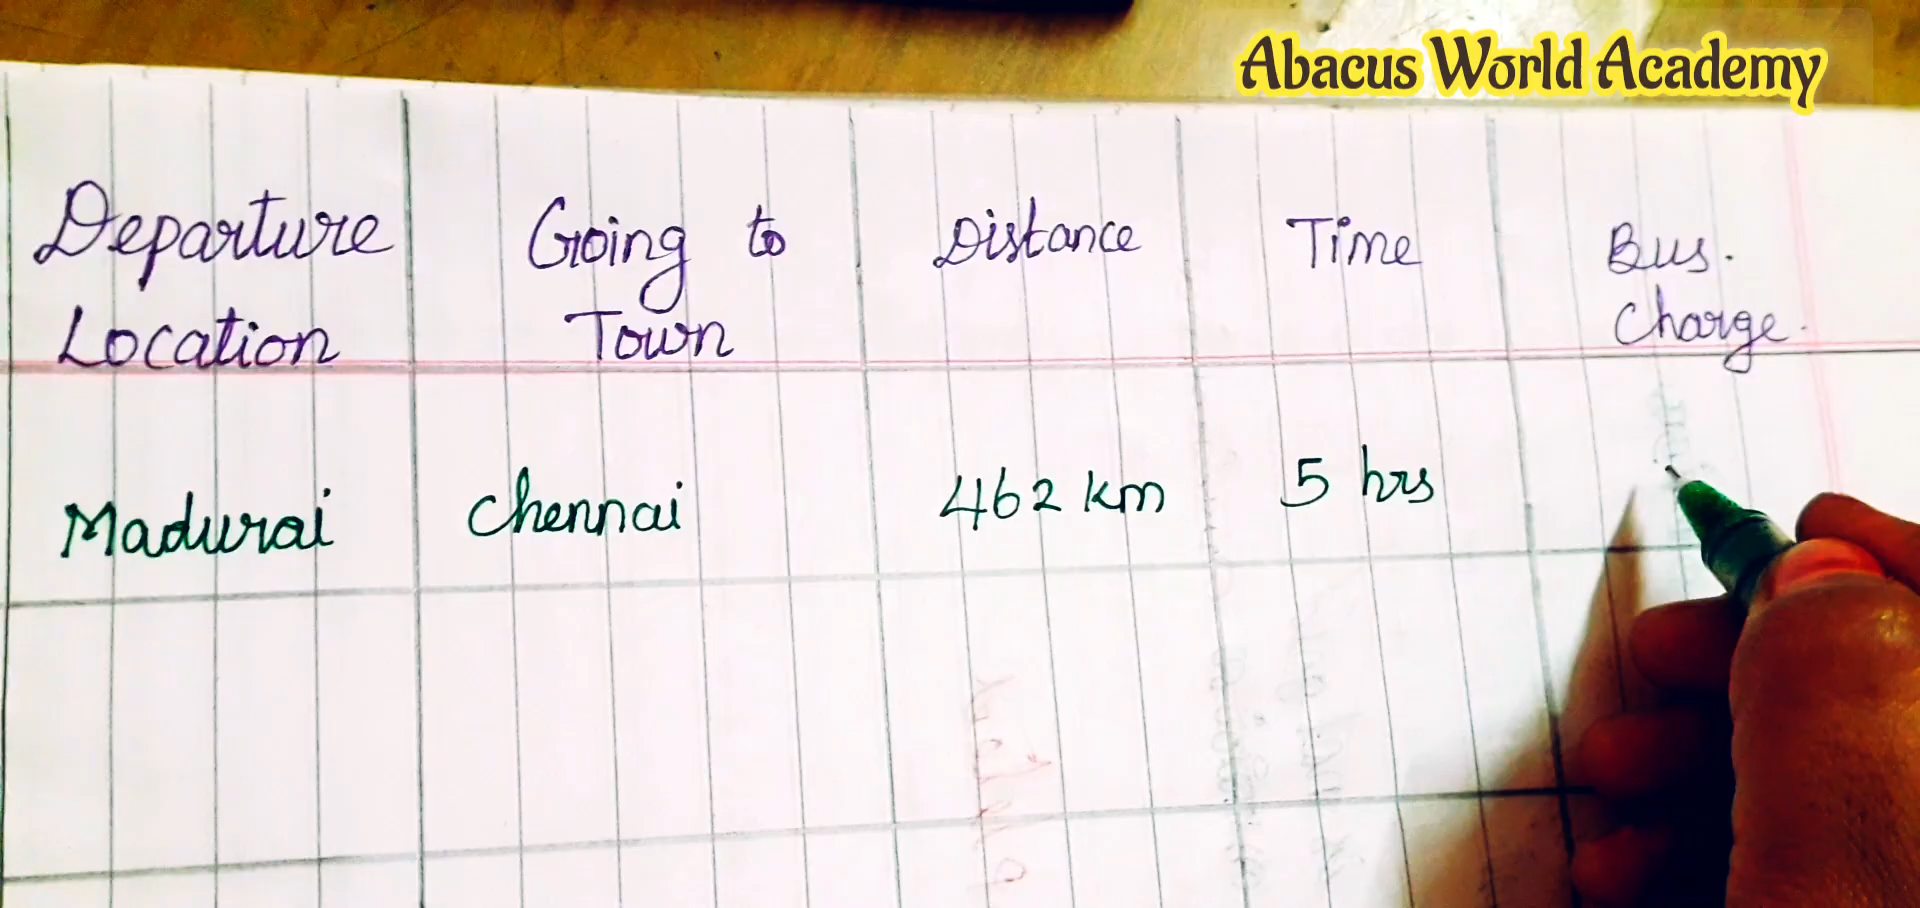 Abacus World Academy
Departure Location
Going to Town
Distance
Time
Bus. Charge.
Madurai
Chennai
462 km
5 hrs